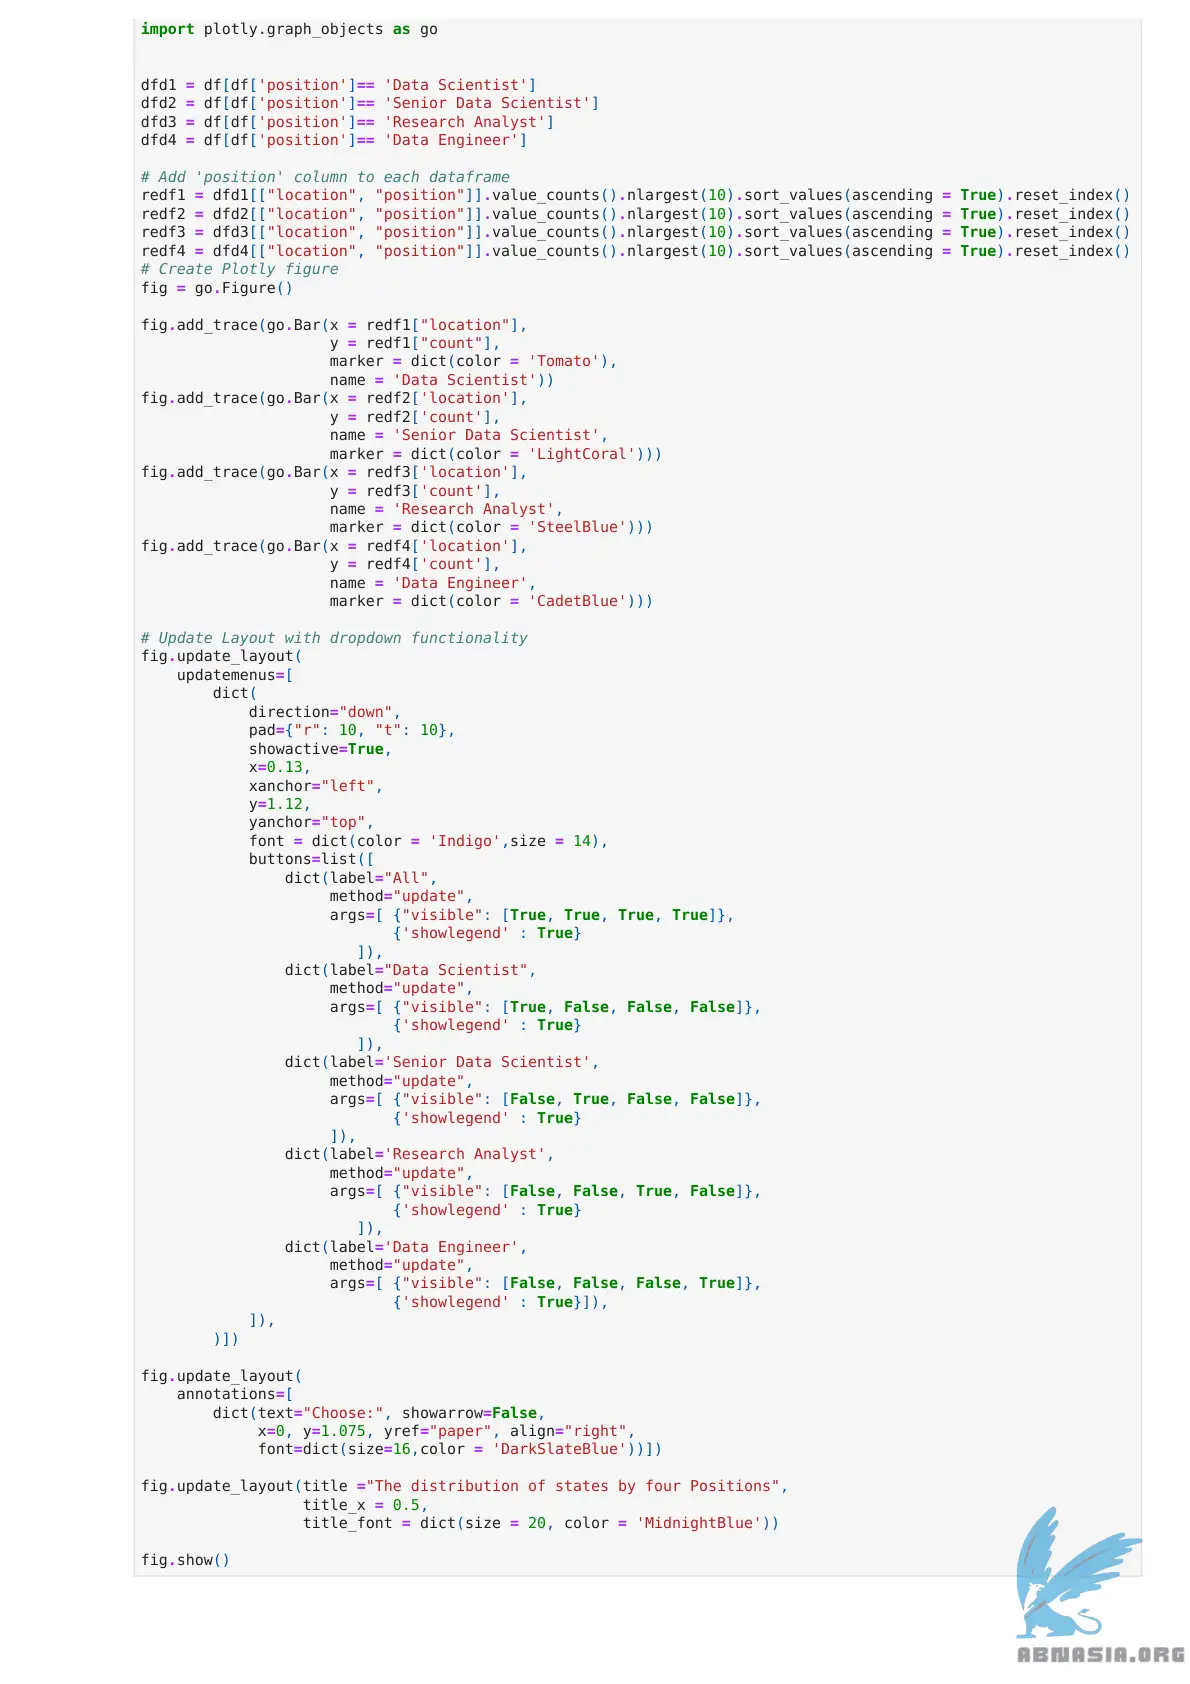 import plotly.graph_objects as go
dfd1 = df[df['position']== 'Data Scientist']
dfd2 = df[df['position']== 'Senior Data Scientist']
dfd3 = df[df['position']== 'Research Analyst']
dfd4 = df[df['position']== 'Data Engineer']
# Add 'position' column to each dataframe
redf1 = dfd1[["location", "position"]].value_counts().nlargest(10).sort_values(ascending = True).reset_index()
redf2 = dfd2[["location", "position"]].value_counts().nlargest(10).sort_values(ascending = True).reset_index()
redf3 = dfd3[["location", "position"]].value_counts().nlargest(10).sort_values(ascending = True).reset_index()
redf4 = dfd4[["location", "position"]].value_counts().nlargest(10).sort_values(ascending = True).reset_index()
# Create Plotly figure
fig = go.Figure()
fig.add_trace(go.Bar(x = redf1["location"],
y = redf1["count"],
marker = dict(color = 'Tomato'),
name = 'Data Scientist'))
fig.add_trace(go.Bar(x = redf2['location'],
y = redf2['count'],
name = 'Senior Data Scientist',
marker = dict(color = 'LightCoral')))
fig.add_trace(go.Bar(x = redf3['location'],
y = redf3['count'],
name = 'Research Analyst',
marker = dict(color = 'SteelBlue')))
fig.add_trace(go.Bar(x = redf4['location'],
y = redf4['count'],
name = 'Data Engineer',
marker = dict(color = 'CadetBlue')))
# Update Layout with dropdown functionality
fig.update_layout(
updatemenus=[
dict(
direction="down",
pad={"r": 10, "t": 10},
showactive=True,
x=0.13,
xanchor="left",
y=1.12,
yanchor="top",
font = dict(color = 'Indigo',size = 14),
buttons=list([
dict(label="All",
method="update",
args=[ {"visible": [True, True, True, True]},
{'showlegend' : True}
]),
dict(label="Data Scientist",
method="update",
args=[ {"visible": [True, False, False, False]},
{'showlegend' : True}
]),
dict(label='Senior Data Scientist',
method="update",
args=[ {"visible": [False, True, False, False]},
{'showlegend' : True}
]),
dict(label='Research Analyst',
method="update",
args=[ {"visible": [False, False, True, False]},
{'showlegend' : True}
]),
dict(label='Data Engineer',
method="update",
args=[ {"visible": [False, False, False, True]},
{'showlegend' : True}]),
]),
)])
fig.update_layout(
annotations=[
dict(text="Choose:", showarrow=False,
x=0, y=1.075, yref="paper", align="right",
font=dict(size=16,color = 'DarkSlateBlue'))])
fig.update_layout(title ="The distribution of states by four Positions",
title_x = 0.5,
title_font = dict(size = 20, color = 'MidnightBlue'))
fig.show()
ABNASIA.ORG